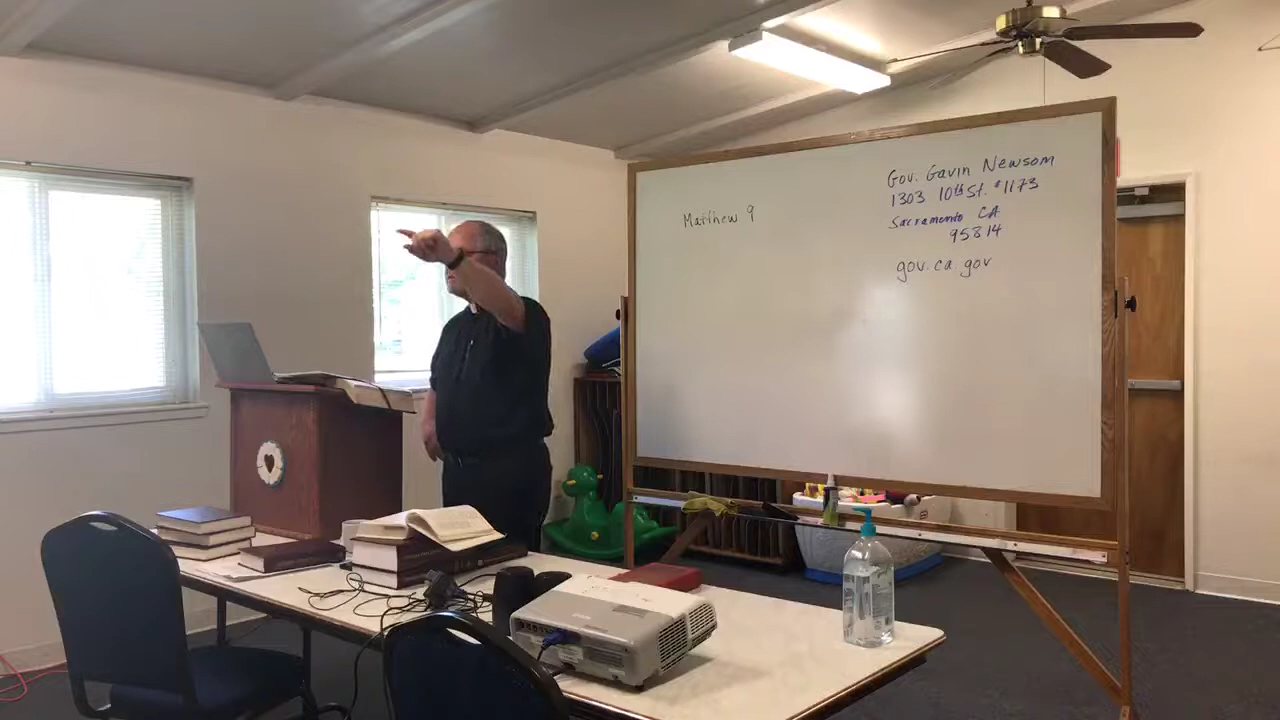 Matthew 9
Gov. Gavin Newsom
1303 10th St. #1173
Sacramento CA
95814
gov.ca.gov